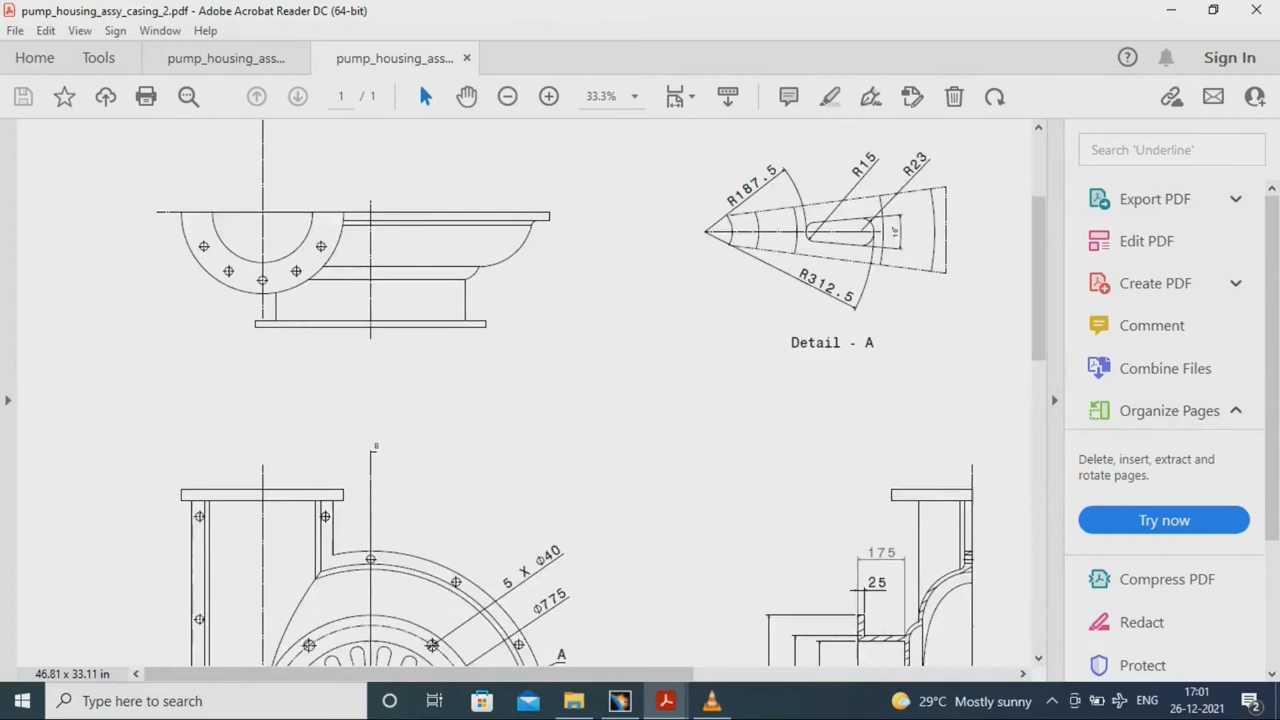 pump_housing_assy_casing_2.pdf - Adobe Acrobat Reader DC (64-bit)
File Edit View Sign Window Help
Home Tools pump_housing_ass... pump_housing_ass... × Sign In
1 / 1 33.3%
Search 'Underline'
Export PDF
Edit PDF
Create PDF
Comment
Combine Files
Organize Pages
Delete, insert, extract and
rotate pages.
Try now
Compress PDF
Redact
Protect
R187.5
R15
R23
10°
R312.5
Detail - A
B
5 X Φ40
Φ775
A
175
25
46.81 x 33.11 in
Type here to search
29°C Mostly sunny ENG 17:01
26-12-2021
2